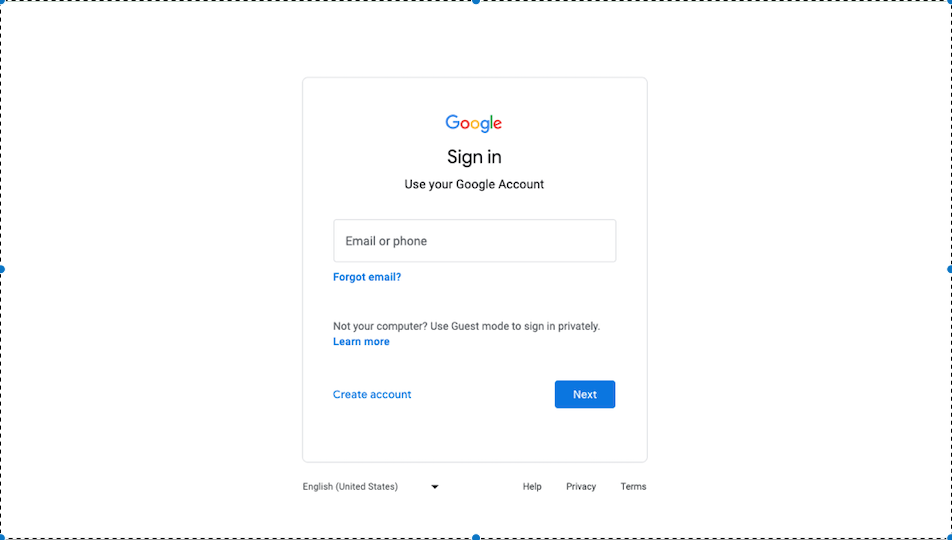 Google
Sign in
Use your Google Account
Email or phone
Forgot email?
Not your computer? Use Guest mode to sign in privately.
Learn more
Create account
Next
English (United States)
Help
Privacy
Terms